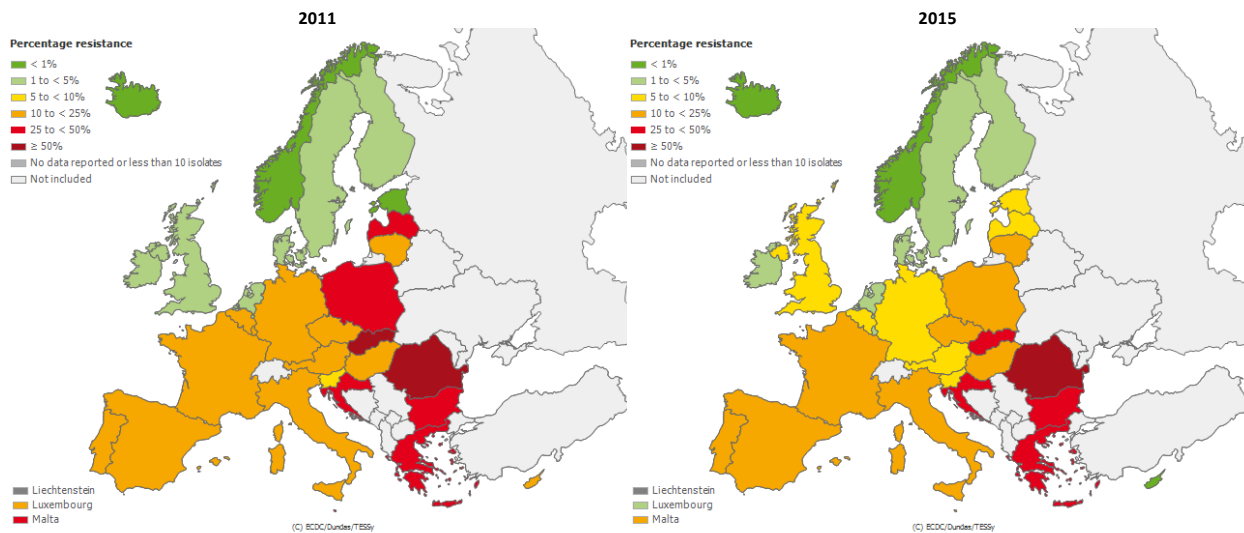 2011
Percentage resistance
< 1%
1 to < 5%
5 to < 10%
10 to < 25%
25 to < 50%
≥ 50%
No data reported or less than 10 isolates
Not included
Liechtenstein
Luxembourg
Malta
(C) ECDC/Dundas/TESSy
2015
Percentage resistance
< 1%
1 to < 5%
5 to < 10%
10 to < 25%
25 to < 50%
≥ 50%
No data reported or less than 10 isolates
Not included
Liechtenstein
Luxembourg
Malta
(C) ECDC/Dundas/TESSy